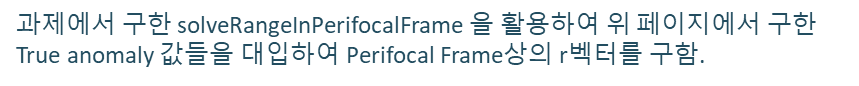 과제에서 구한 solveRangeInPerifocalFrame 을 활용하여 위 페이지에서 구한
True anomaly 값들을 대입하여 Perifocal Frame상의 r벡터를 구함.